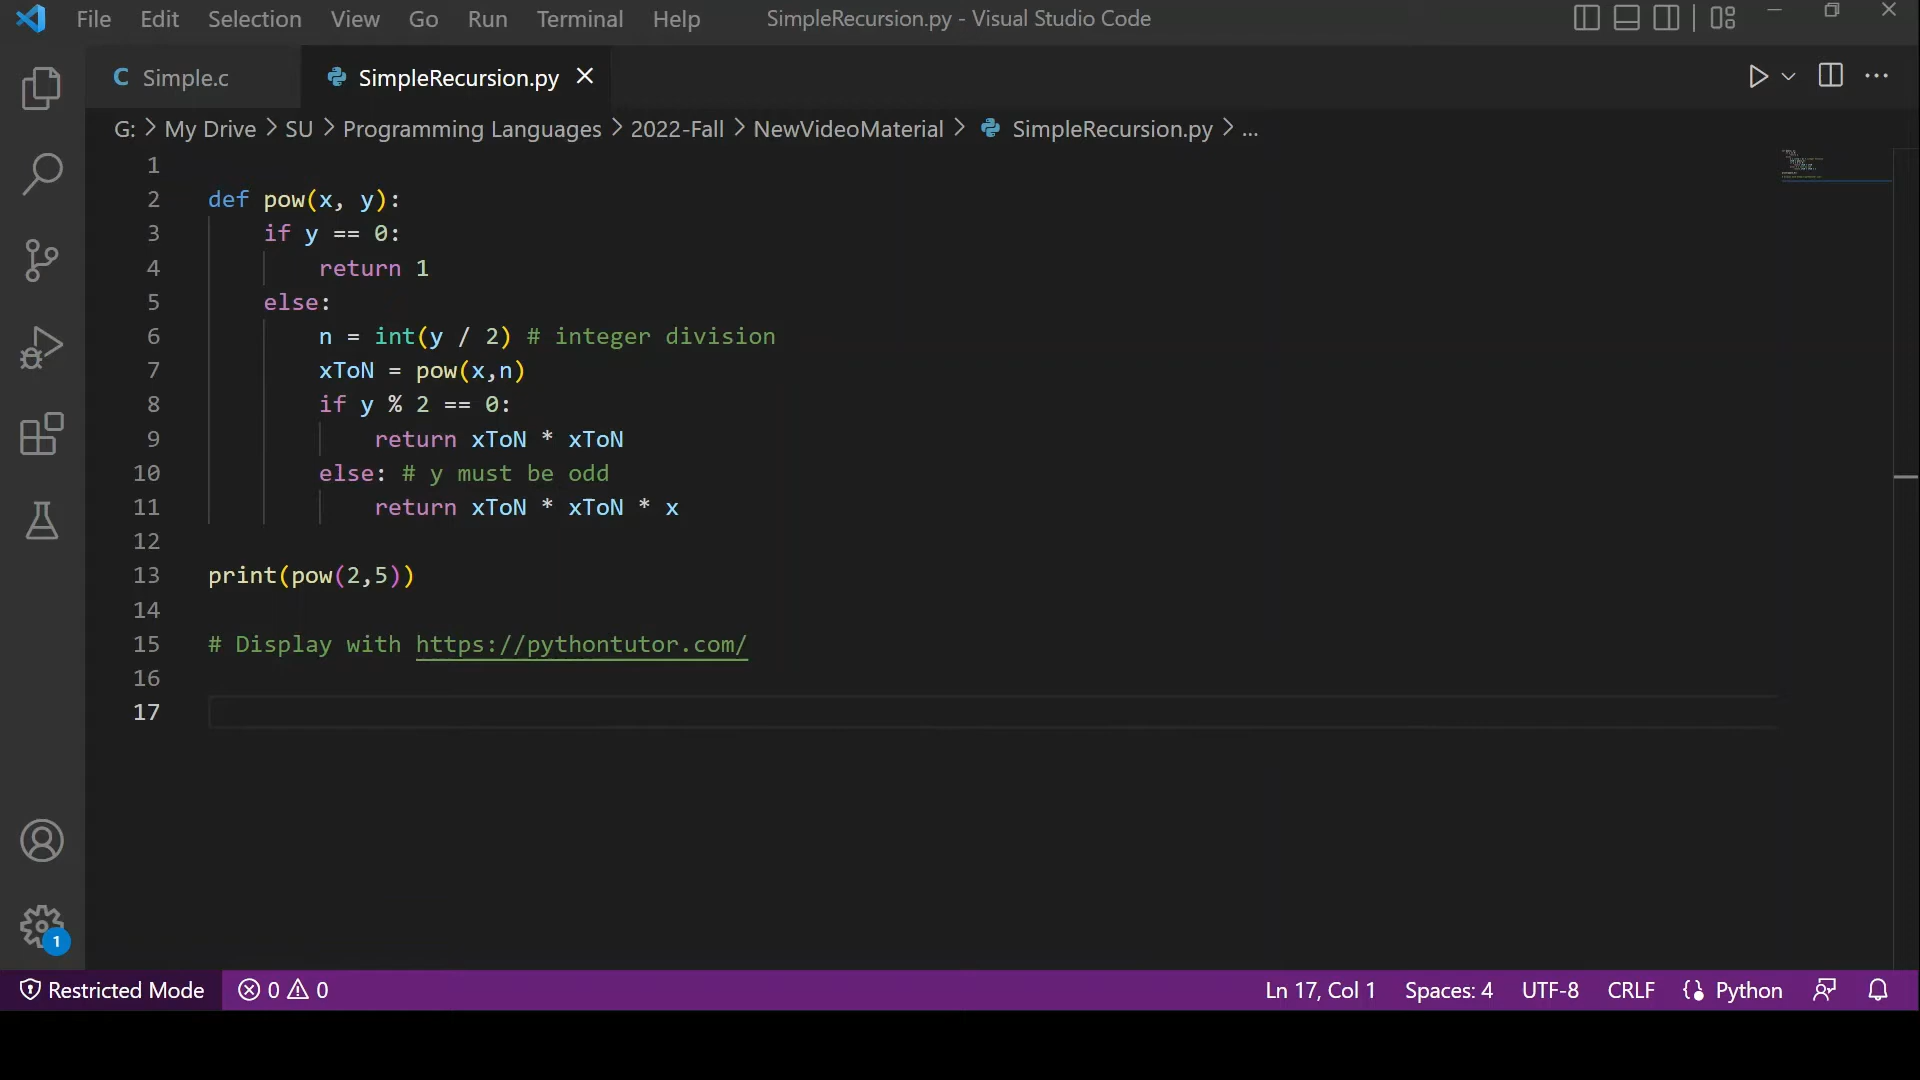 File Edit Selection View Go Run Terminal Help SimpleRecursion.py - Visual Studio Code
C Simple.c SimpleRecursion.py
G: > My Drive > SU > Programming Languages > 2022-Fall > NewVideoMaterial > SimpleRecursion.py > ...
1
2 def pow(x, y):
3 if y == 0:
4 return 1
5 else:
6 n = int(y / 2) # integer division
7 xToN = pow(x,n)
8 if y % 2 == 0:
9 return xToN * xToN
10 else: # y must be odd
11 return xToN * xToN * x
12
13 print(pow(2,5))
14
15 # Display with https://pythontutor.com/
16
17
1
Restricted Mode 0 0 Ln 17, Col 1 Spaces: 4 UTF-8 CRLF Python